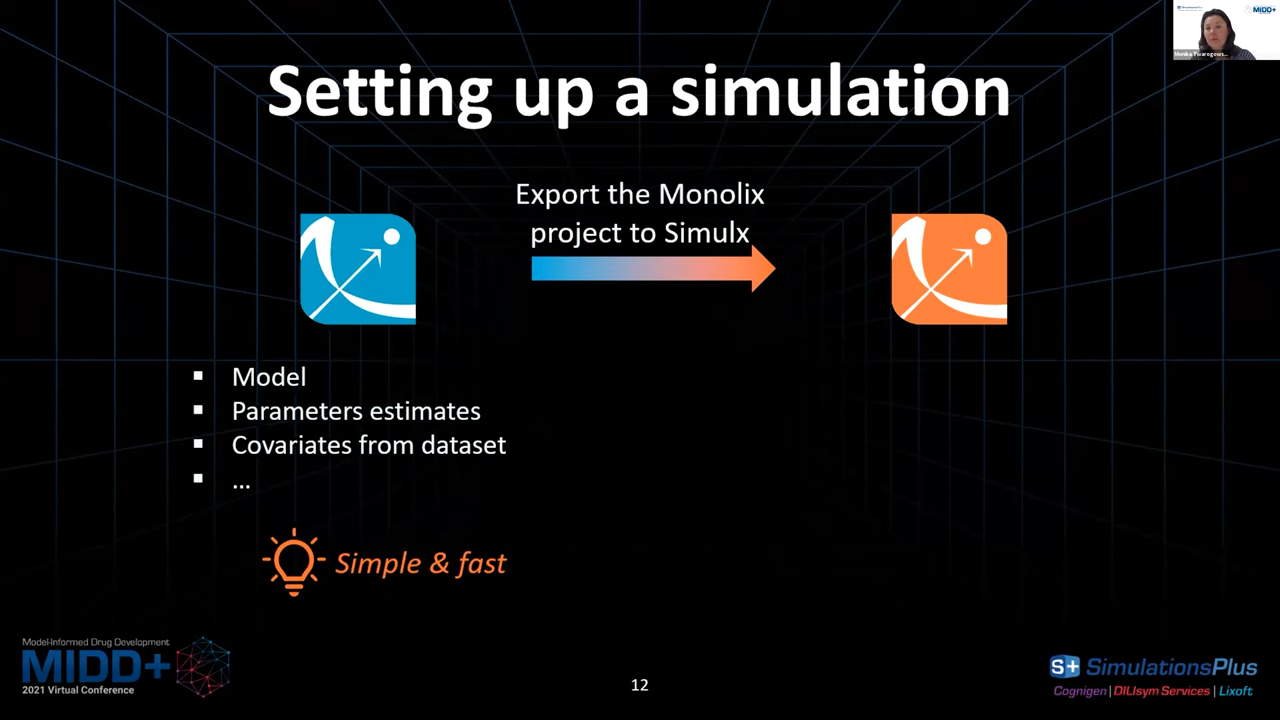 Setting up a simulation
Export the Monolix
project to Simulx
Model
Parameters estimates
Covariates from dataset
...
Simple & fast
Model-Informed Drug Development
MIDD+
2021 Virtual Conference
12
S+ SimulationsPlus
Cognigen | DILIsym Services | Lixoft
MIDD+